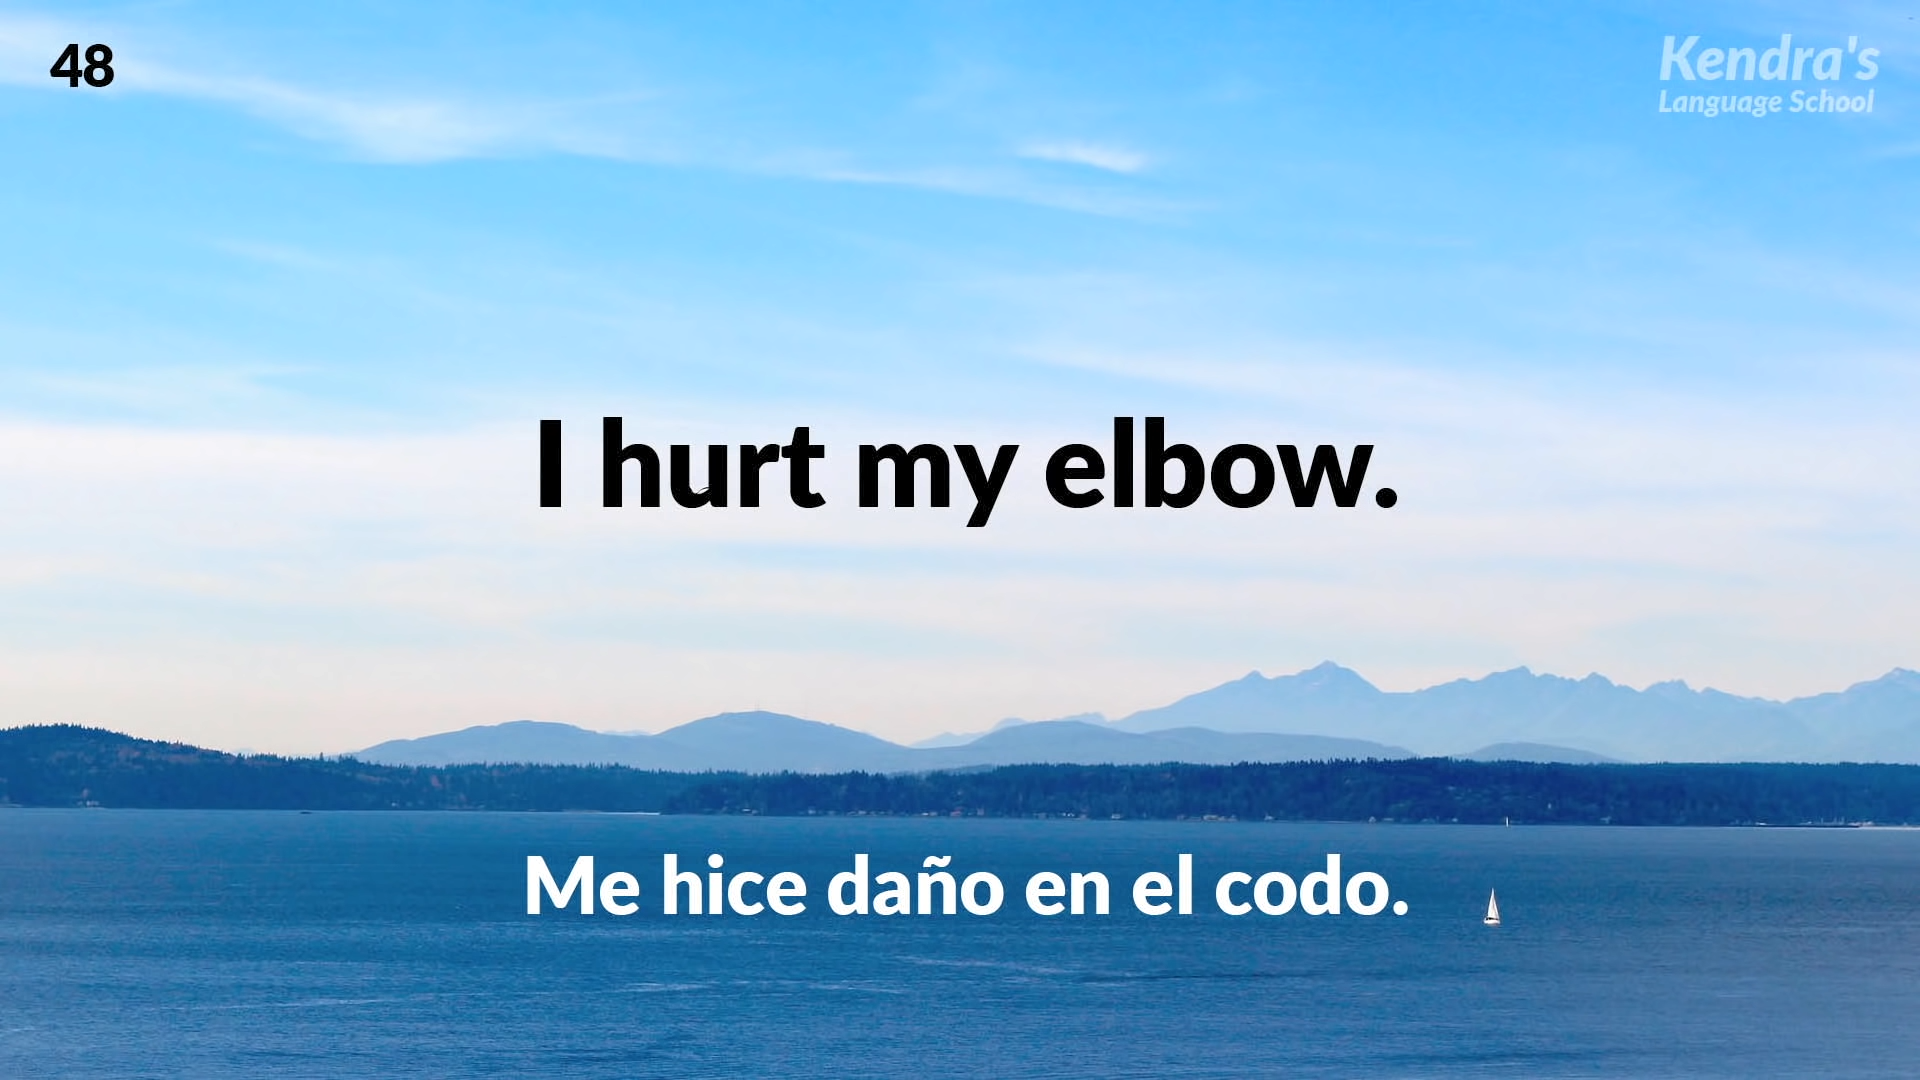 48
Kendra's
Language School
I hurt my elbow.
Me hice daño en el codo.